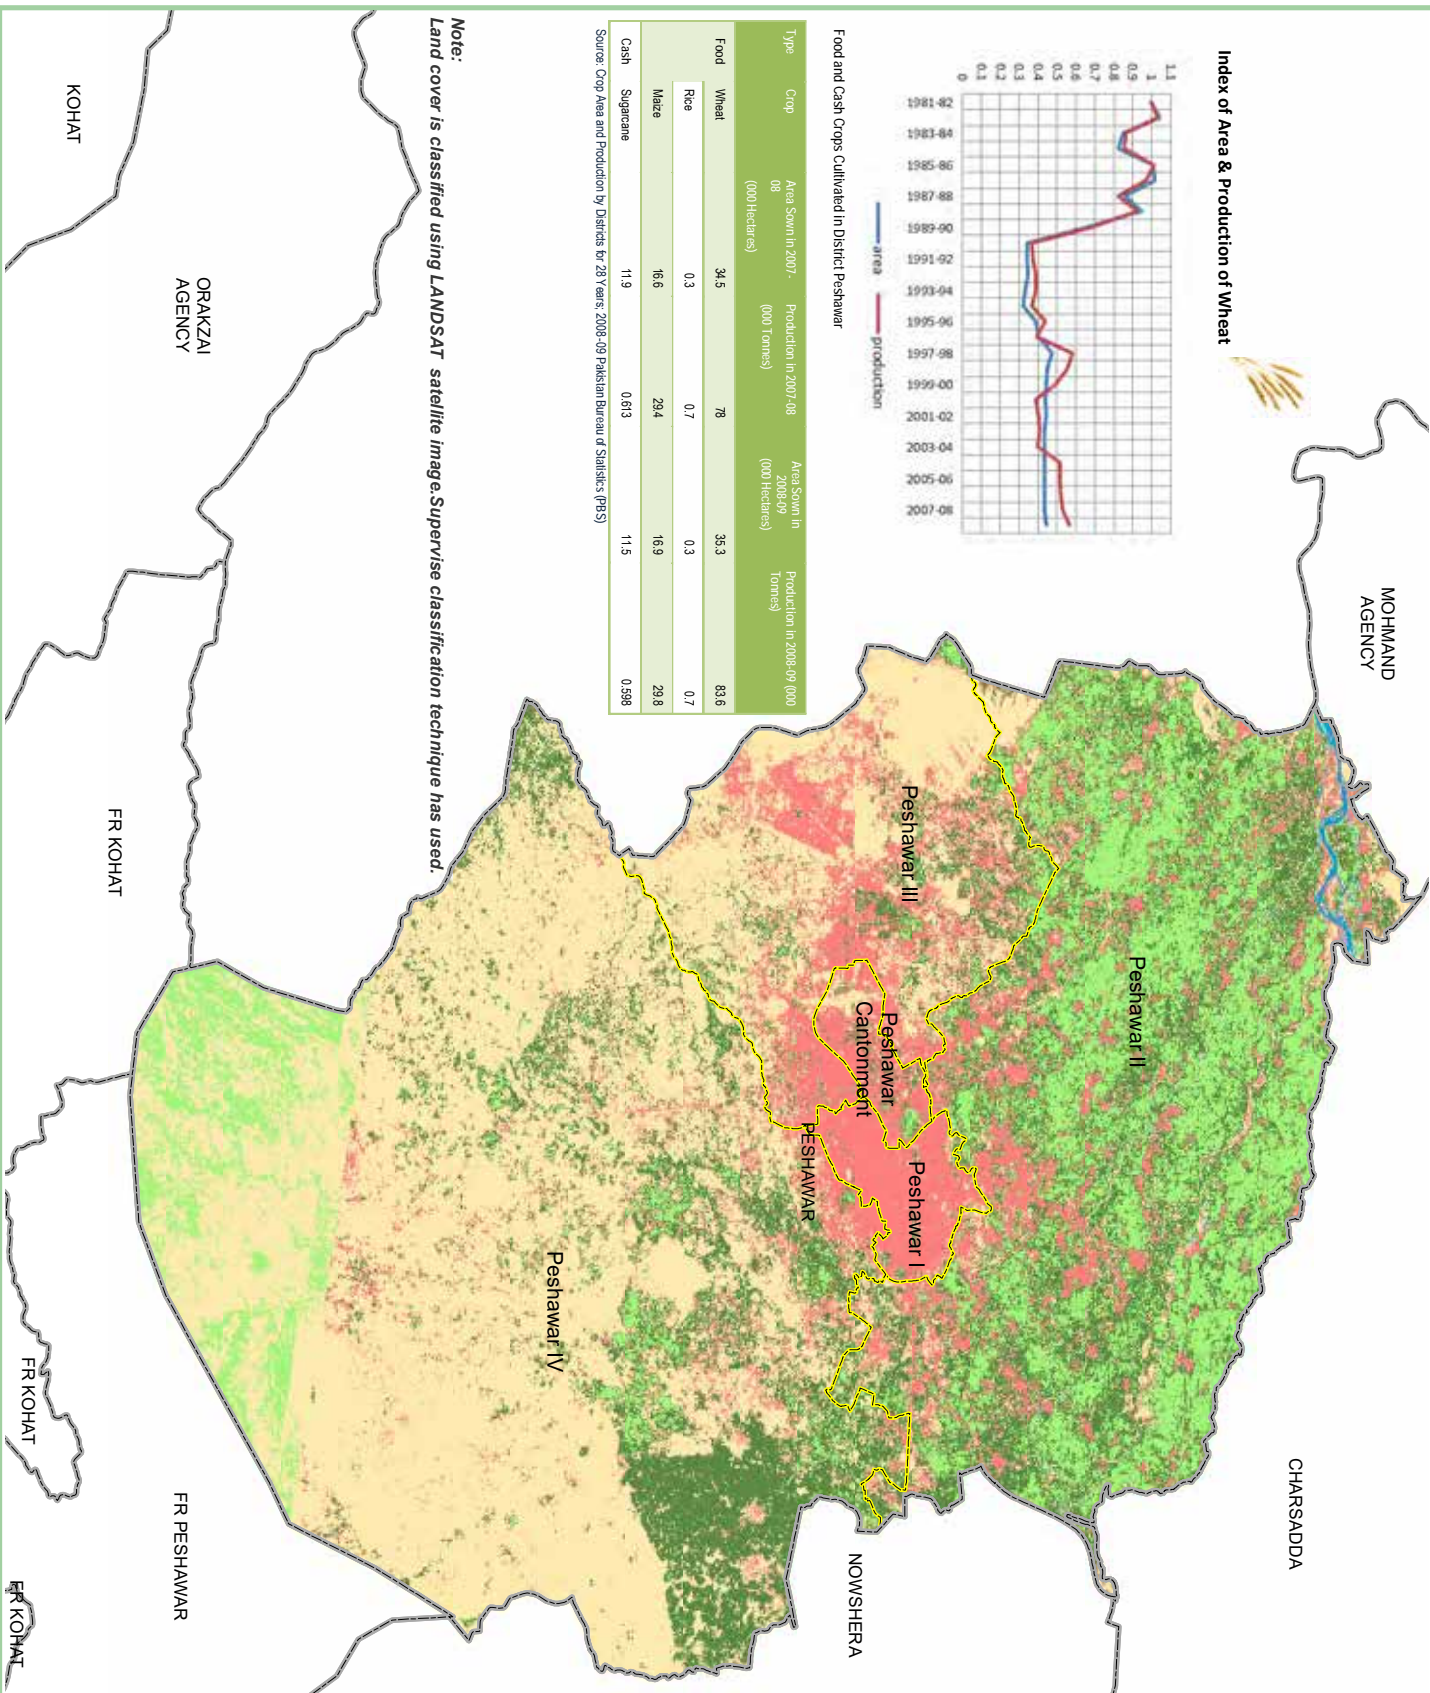 Index of Area & Production of Wheat
1.1
1
0.9
0.8
0.7
0.6
0.5
0.4
0.3
0.2
0.1
0
1981-82
1983-84
1985-86
1987-88
1989-90
1991-92
1993-94
1995-96
1997-98
1999-00
2001-02
2003-04
2005-06
2007-08
area
production
Food and Cash Crops Cultivated in District Peshawar
Type Crop Area Sown in 2007- Production in 2007-08 Area Sown in Production in 2008-09 (000
08 (000 Tonnes) 2008-09 Tonnes)
(000 Hectares) (000 Hectares)
Food Wheat 34.5 78 35.3 83.6
Rice 0.3 0.7 0.3 0.7
Maize 16.6 29.4 16.9 29.8
Cash Sugarcane 11.9 0.613 11.5 0.598
Source: Crop Area and Production by Districts for 28 Years; 2008-09 Pakistan Bureau of Statistics (PBS)
Note:
Land cover is classified using LANDSAT satellite image.Supervise classification technique has used.
MOHMAND
AGENCY
CHARSADDA
Peshawar II
Peshawar III
Peshawar
Cantonment
Peshawar I
PESHAWAR
NOWSHERA
Peshawar IV
ORAKZAI
AGENCY
KOHAT
FR KOHAT
FR PESHAWAR
FR KOHAT
FR KOHAT